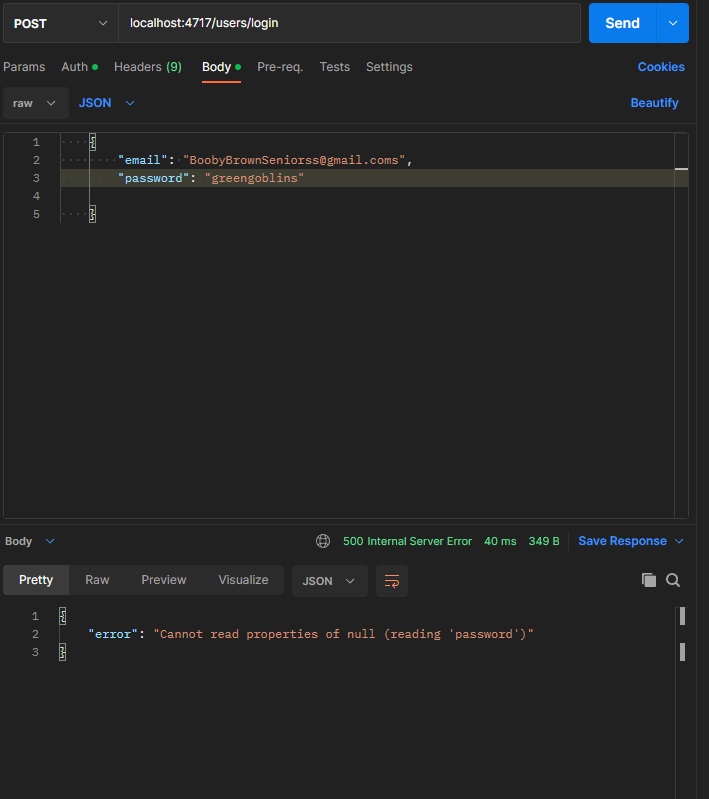 POST localhost:4717/users/login Send
Params Auth Headers (9) Body Pre-req. Tests Settings Cookies
raw JSON Beautify
1 {
2 "email": "BoobyBrownSeniorss@gmail.coms",
3 "password": "greengoblins"
4
5 }
Body 500 Internal Server Error 40 ms 349 B Save Response
Pretty Raw Preview Visualize JSON
1 {
2 "error": "Cannot read properties of null (reading 'password')"
3 }